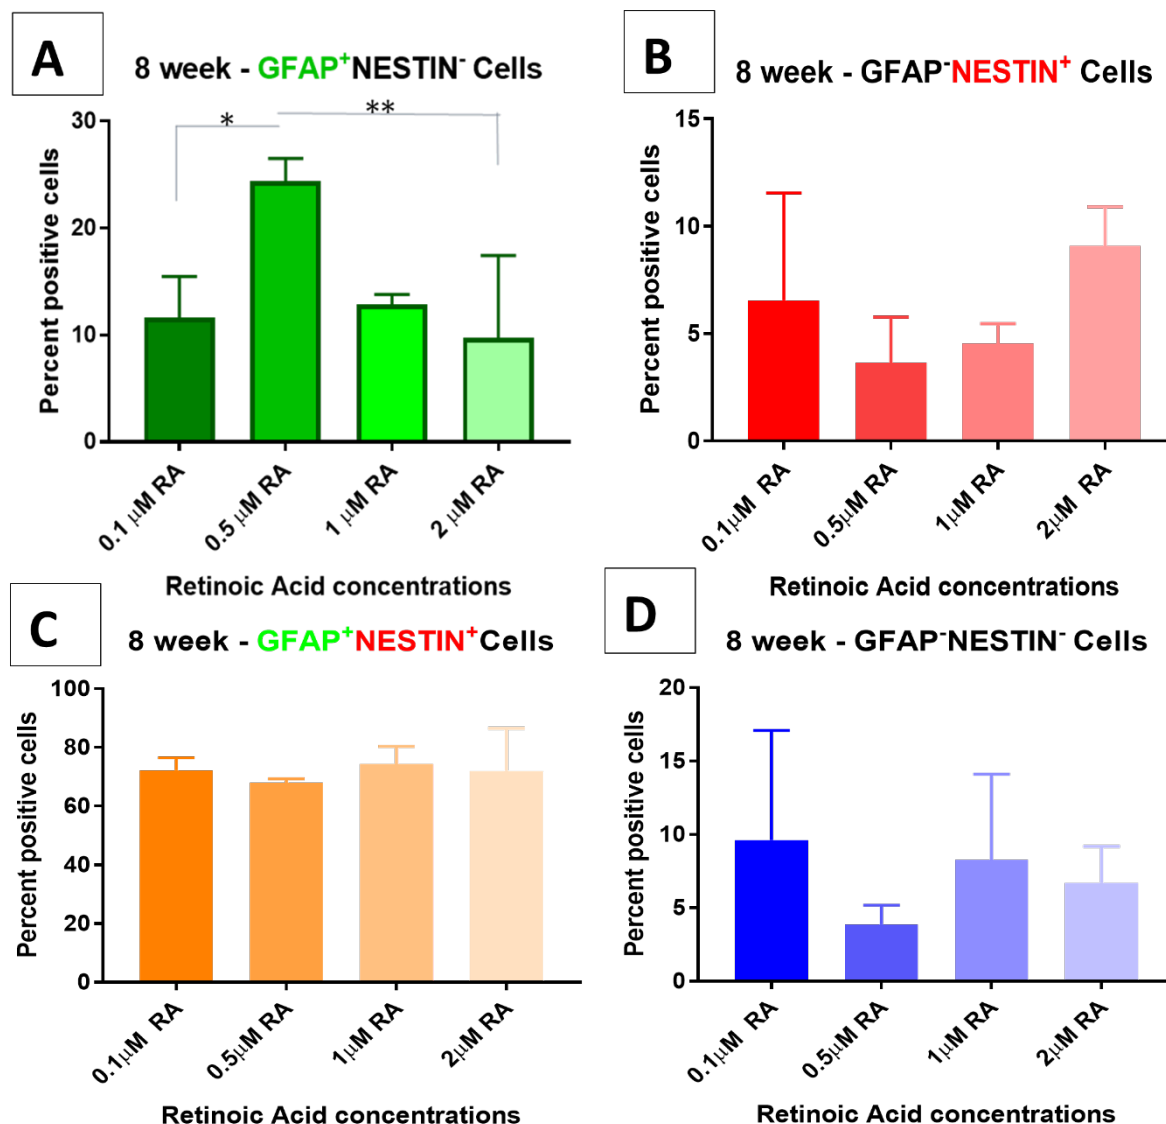 A
8 week - GFAP⁺NESTIN⁻ Cells
Percent positive cells
30
20
10
0
*
**
0.1 μM RA
0.5 μM RA
1 μM RA
2 μM RA
Retinoic Acid concentrations
B
8 week - GFAP⁻NESTIN⁺ Cells
Percent positive cells
15
10
5
0
0.1μM RA
0.5μM RA
1μM RA
2μM RA
Retinoic Acid concentrations
C
8 week - GFAP⁺NESTIN⁺Cells
Percent positive cells
100
80
60
40
20
0
0.1μM RA
0.5μM RA
1μM RA
2μM RA
Retinoic Acid concentrations
D
8 week - GFAP⁻NESTIN⁻ Cells
Percent positive cells
20
15
10
5
0
0.1μM RA
0.5μM RA
1μM RA
2μM RA
Retinoic Acid concentrations